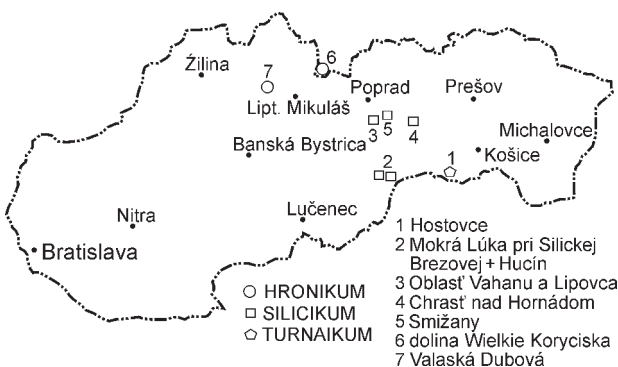 6
Žilina
7
Poprad
Prešov
Lipt. Mikuláš
3
5
4
Michalovce
Banská Bystrica
2
1
Košice
Nitra
Lučenec
Bratislava
HRONIKUM
SILICIKUM
TURNAIKUM
1 Hostovce
2 Mokrá Lúka pri Silickej
Brezovej + Hucín
3 Oblasť Vahanu a Lipovca
4 Chrasť nad Hornádom
5 Smižany
6 dolina Wielkie Koryciska
7 Valaská Dubová